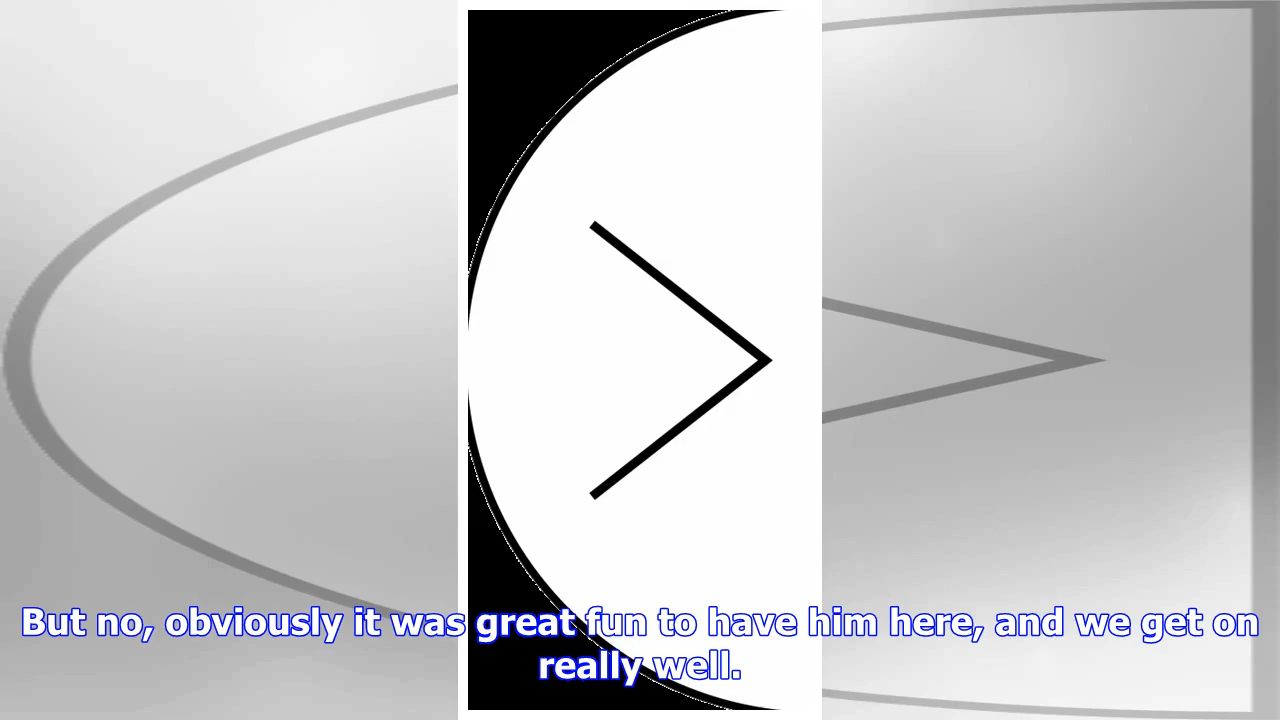 But no, obviously it was great fun to have him here, and we get on
really well.